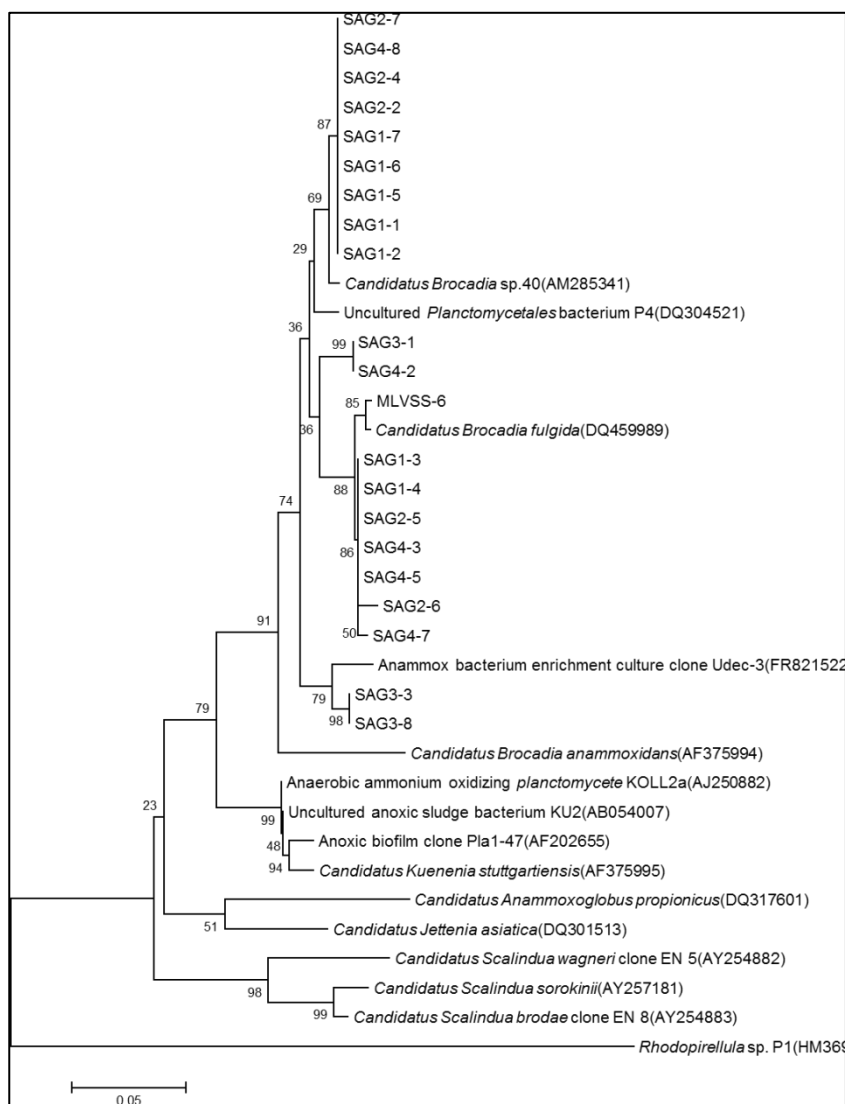 SAG2-7
SAG4-8
SAG2-4
SAG2-2
87
SAG1-7
SAG1-6
69
SAG1-5
SAG1-1
29
SAG1-2
Candidatus Brocadia sp.40(AM285341)
Uncultured Planctomycetales bacterium P4(DQ304521)
36
99
SAG3-1
SAG4-2
85
MLVSS-6
36
Candidatus Brocadia fulgida(DQ459989)
SAG1-3
88
SAG1-4
74
SAG2-5
86
SAG4-3
SAG4-5
SAG2-6
91
50
SAG4-7
Anammox bacterium enrichment culture clone Udec-3(FR821522
79
SAG3-3
79
98
SAG3-8
Candidatus Brocadia anammoxidans(AF375994)
Anaerobic ammonium oxidizing planctomycete KOLL2a(AJ250882)
23
99
Uncultured anoxic sludge bacterium KU2(AB054007)
48
Anoxic biofilm clone Pla1-47(AF202655)
94
Candidatus Kuenenia stuttgartiensis(AF375995)
Candidatus Anammoxoglobus propionicus(DQ317601)
51
Candidatus Jettenia asiatica(DQ301513)
Candidatus Scalindua wagneri clone EN 5(AY254882)
98
Candidatus Scalindua sorokinii(AY257181)
99
Candidatus Scalindua brodae clone EN 8(AY254883)
Rhodopirellula sp. P1(HM369
0.05